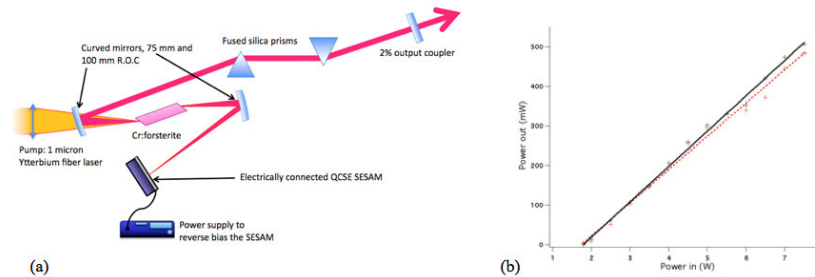 Curved mirrors, 75 mm and
100 mm R.O.C
Fused silica prisms
2% output coupler
Cr:forsterite
Pump: 1 micron
Ytterbium fiber laser
Electrically connected QCSE SESAM
Power supply to
reverse bias the SESAM
(a)
500
400
300
200
100
0
Power out (mW)
2
3
4
5
6
7
Power in (W)
(b)